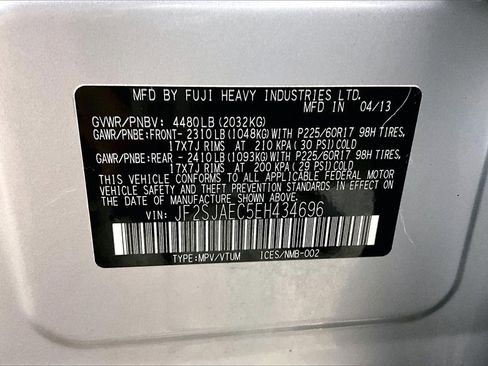 MFD BY FUJI HEAVY INDUSTRIES LTD.
MFD IN 04/13
GVWR/PNBV: 4480LB(2032KG)
GAWR/PNBE:FRONT-2310LB(1048KG)WITH P225/60R17 98H TIRES,
17X7J RIMS AT 210 KPA (30 PSI) COLD
GAWR/PNBE:REAR -2410LB(1093KG)WITH P225/60R17 98H TIRES,
17X7J RIMS AT 200 KPA (29 PSI) COLD
THIS VEHICLE CONFORMS TO ALL APPLICABLE
FEDERAL MOTOR VEHICLE SAFETY STANDARDS
IN EFFECT ON THE DATE OF
MANUFACTURE SHOWN ABOVE.
VIN: JF2SJAEC5EH434696
TYPE:MPV/VTUM ICES/NMB-002